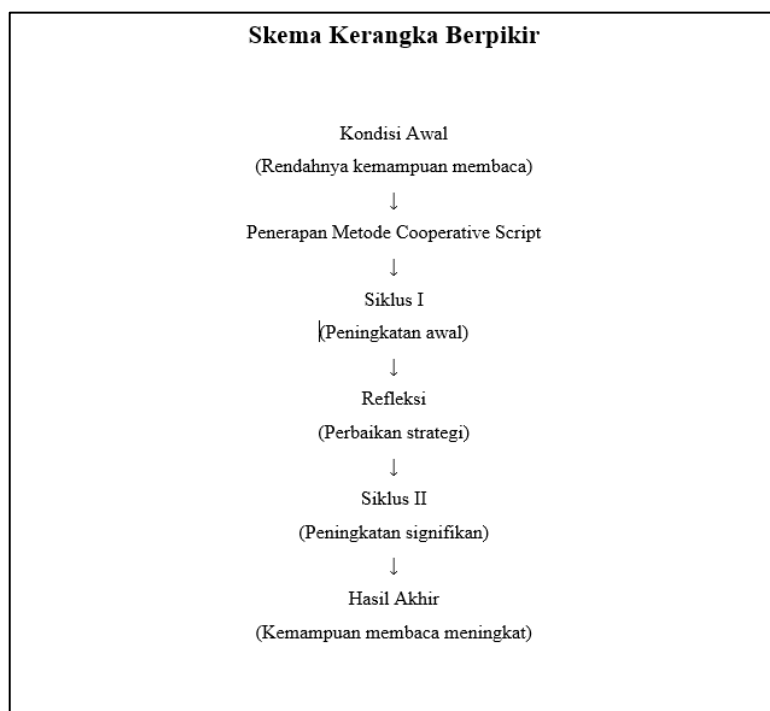 Skema Kerangka Berpikir
Kondisi Awal
(Rendahnya kemampuan membaca)
↓
Penerapan Metode Cooperative Script
↓
Siklus I
(Peningkatan awal)
↓
Refleksi
(Perbaikan strategi)
↓
Siklus II
(Peningkatan signifikan)
↓
Hasil Akhir
(Kemampuan membaca meningkat)